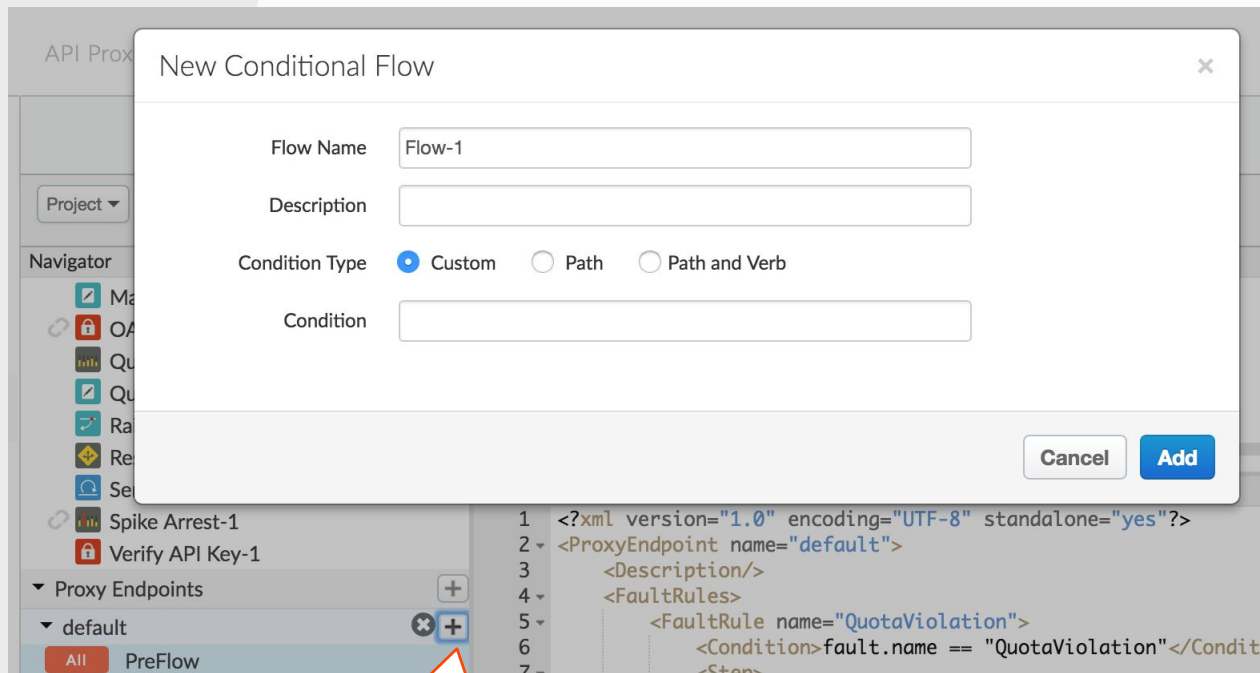 API Prox
New Conditional Flow
×
Flow Name
Flow-1
Description
Condition Type
Custom
Path
Path and Verb
Condition
Cancel
Add
Project
Navigator
Ma
OA
Qu
Qu
Ra
Re
Se
Spike Arrest-1
Verify API Key-1
Proxy Endpoints
+
default
+
All PreFlow
1 <?xml version="1.0" encoding="UTF-8" standalone="yes"?>
2 <ProxyEndpoint name="default">
3 <Description/>
4 <FaultRules>
5 <FaultRule name="QuotaViolation">
6 <Condition>fault.name == "QuotaViolation"</Condit
7 <Step>